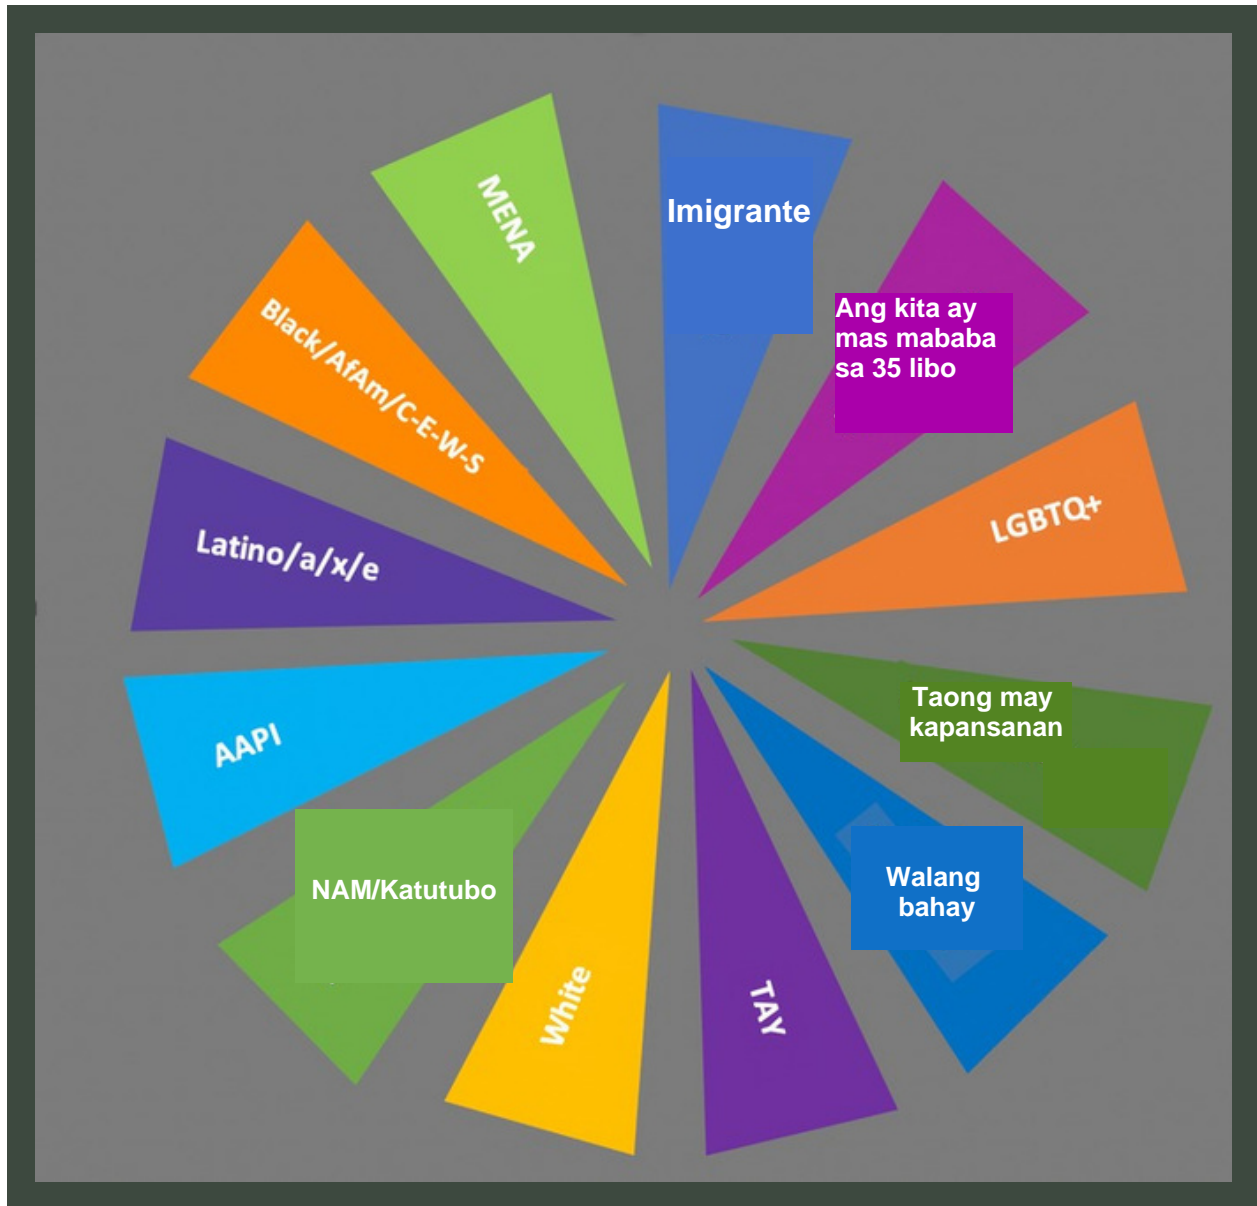 MENA
Imigrante
Ang kita ay
mas mababa
sa 35 libo
Black/AfAm/C-E-W-S
LGBTQ+
Latino/a/x/e
Taong may
kapansanan
AAPI
NAM/Katutubo
Walang
bahay
White
TAY